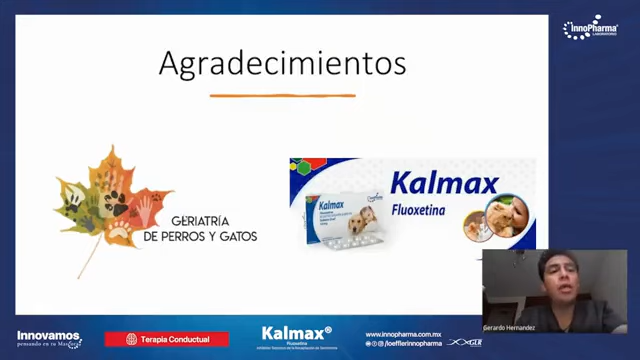 InnoPharma
LABORATORIO
Agradecimientos
GERIATRÍA
DE PERROS Y GATOS
Kalmax
Fluoxetina
Kalmax
Gerardo Hernandez
Innovamos
pensando en tu Mascota
Terapia Conductual
Kalmax®
Fluoxetina
www.innopharma.com.mx
/loefflerinnopharma